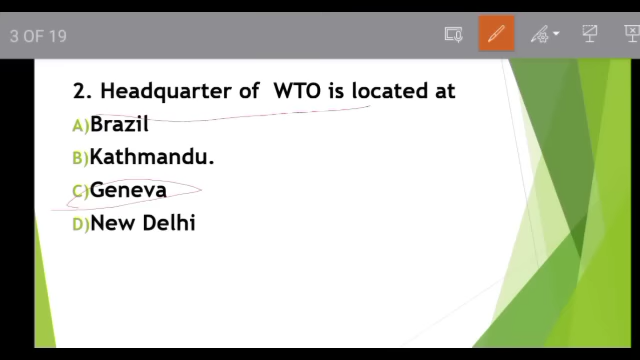 3 OF 19
2. Headquarter of WTO is located at
A)Brazil
B)Kathmandu.
C)Geneva
D)New Delhi